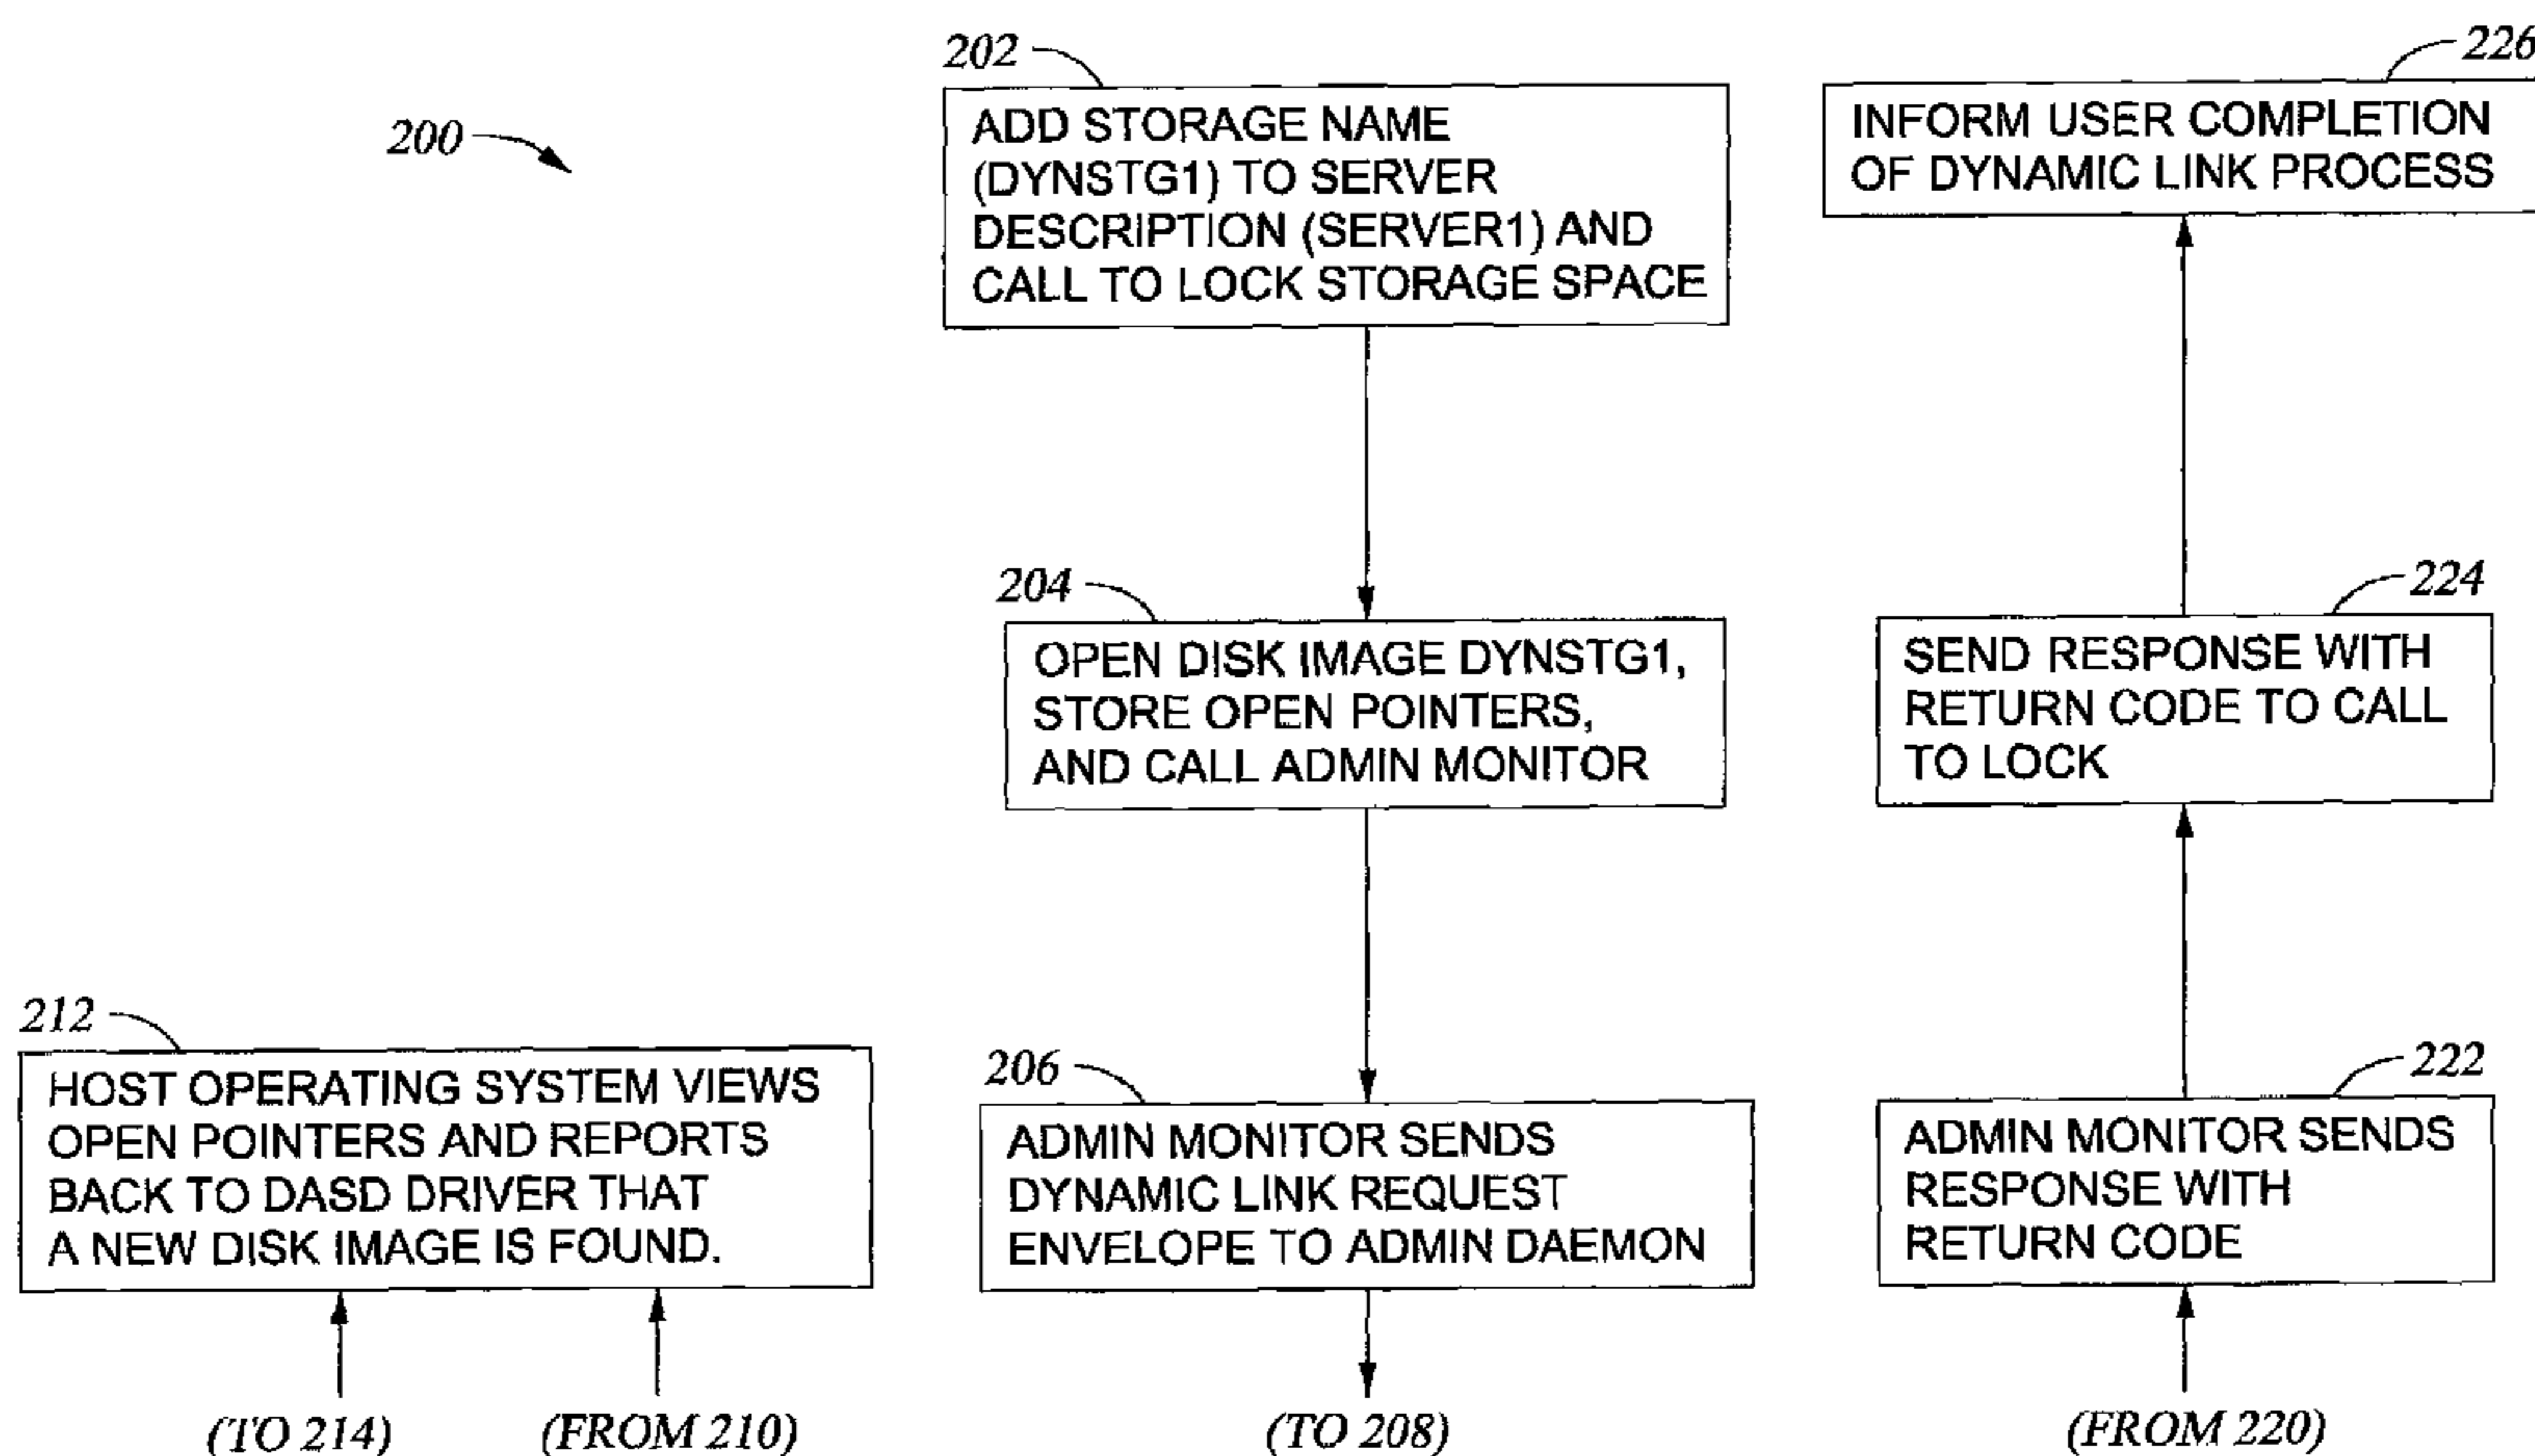 200
202
ADD STORAGE NAME
(DYNSTG1) TO SERVER
DESCRIPTION (SERVER1) AND
CALL TO LOCK STORAGE SPACE
226
INFORM USER COMPLETION
OF DYNAMIC LINK PROCESS
204
OPEN DISK IMAGE DYNSTG1,
STORE OPEN POINTERS,
AND CALL ADMIN MONITOR
224
SEND RESPONSE WITH
RETURN CODE TO CALL
TO LOCK
212
HOST OPERATING SYSTEM VIEWS
OPEN POINTERS AND REPORTS
BACK TO DASD DRIVER THAT
A NEW DISK IMAGE IS FOUND.
206
ADMIN MONITOR SENDS
DYNAMIC LINK REQUEST
ENVELOPE TO ADMIN DAEMON
222
ADMIN MONITOR SENDS
RESPONSE WITH
RETURN CODE
(TO 214)
(FROM 210)
(TO 208)
(FROM 220)